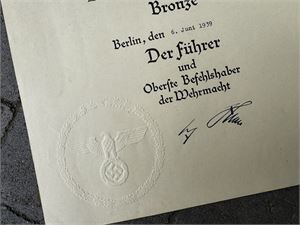 Bronze
Berlin, den 6. Juni 1939
Der Führer
und
Oberste Befehlshaber
der Wehrmacht